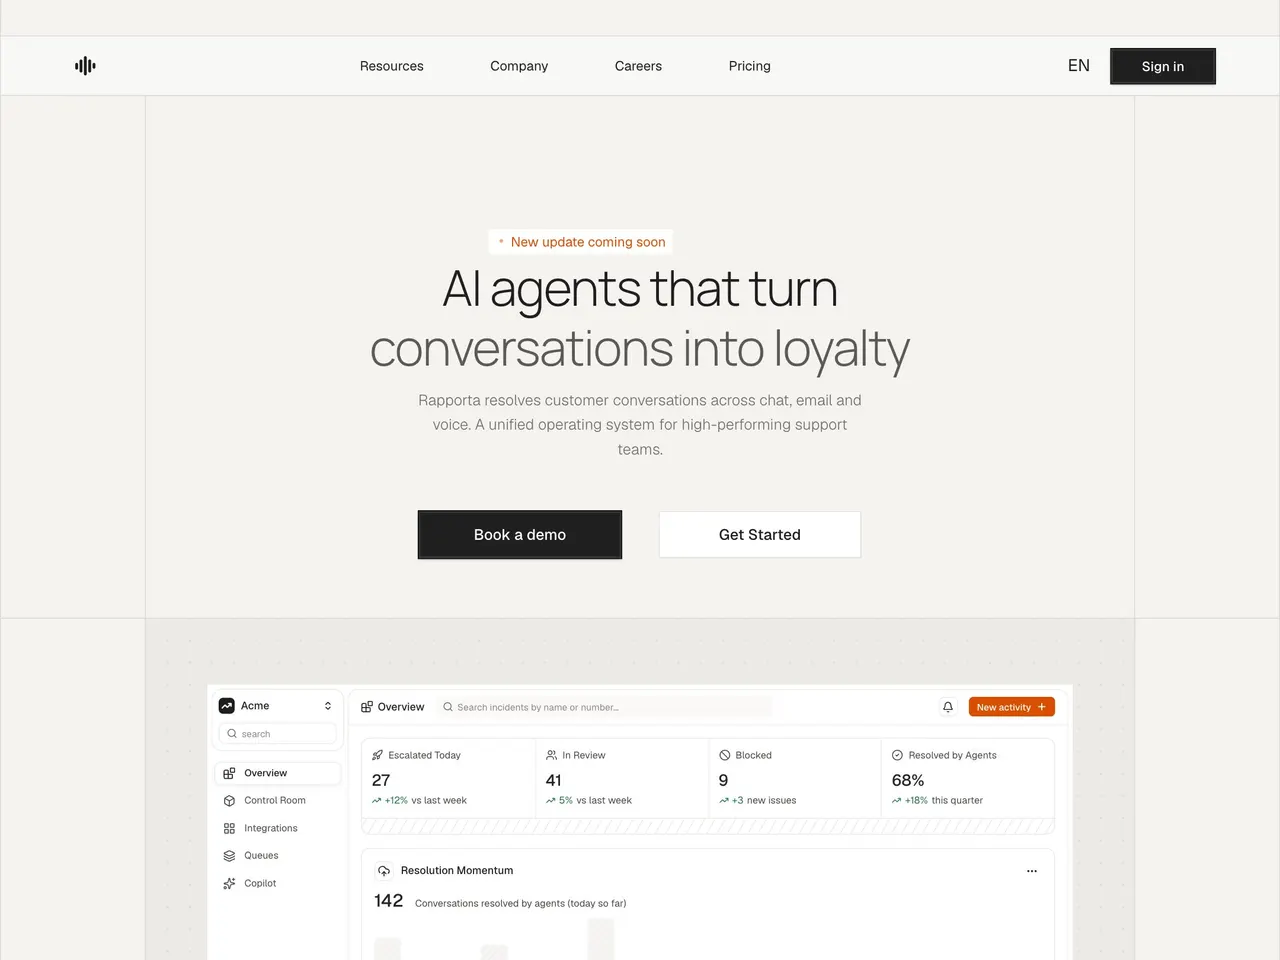 Resources
Company
Careers
Pricing
EN
Sign in
New update coming soon
AI agents that turn
conversations into loyalty
Rapporta resolves customer conversations across chat, email and
voice. A unified operating system for high-performing support
teams.
Book a demo
Get Started
Acme
search
Overview
Control Room
Integrations
Queues
Copilot
Overview
Search incidents by name or number...
New activity +
Escalated Today
27
+12% vs last week
In Review
41
5% vs last week
Blocked
9
+3 new issues
Resolved by Agents
68%
+18% this quarter
Resolution Momentum
142 Conversations resolved by agents (today so far)